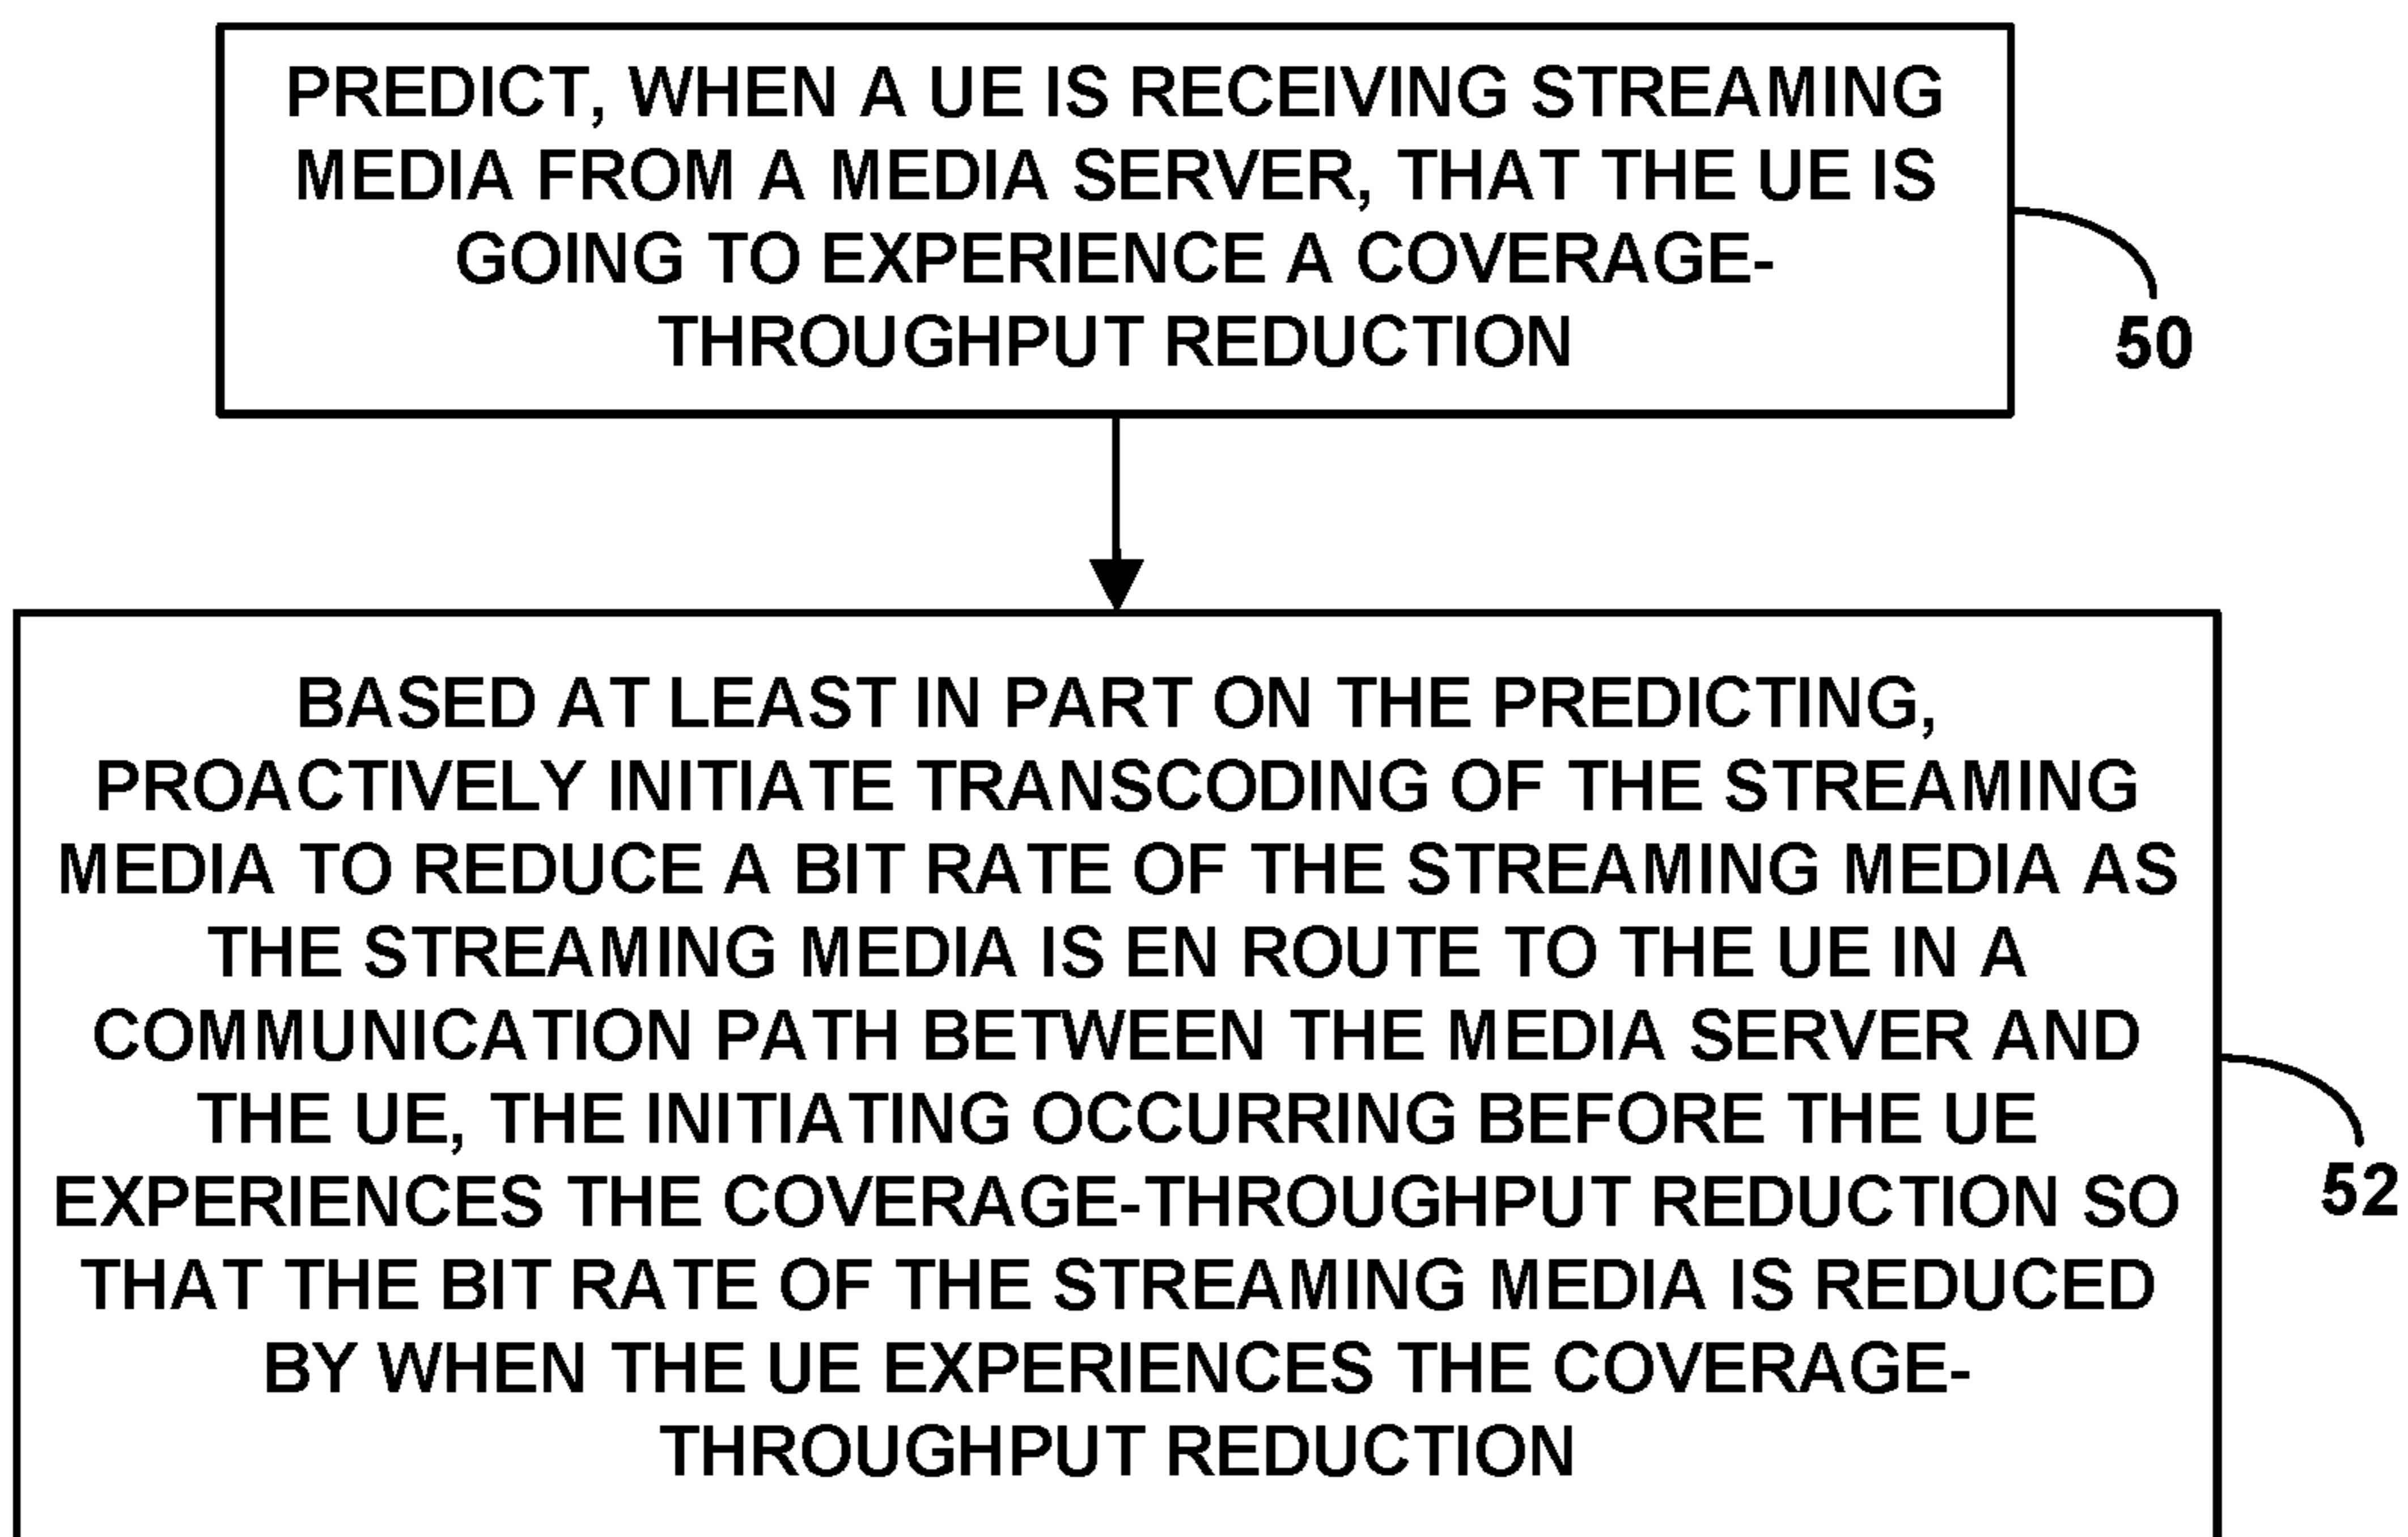 PREDICT, WHEN A UE IS RECEIVING STREAMING
MEDIA FROM A MEDIA SERVER, THAT THE UE IS
GOING TO EXPERIENCE A COVERAGE-
THROUGHPUT REDUCTION
50
BASED AT LEAST IN PART ON THE PREDICTING,
PROACTIVELY INITIATE TRANSCODING OF THE STREAMING
MEDIA TO REDUCE A BIT RATE OF THE STREAMING MEDIA AS
THE STREAMING MEDIA IS EN ROUTE TO THE UE IN A
COMMUNICATION PATH BETWEEN THE MEDIA SERVER AND
THE UE, THE INITIATING OCCURRING BEFORE THE UE
EXPERIENCES THE COVERAGE-THROUGHPUT REDUCTION SO
THAT THE BIT RATE OF THE STREAMING MEDIA IS REDUCED
BY WHEN THE UE EXPERIENCES THE COVERAGE-
THROUGHPUT REDUCTION
52